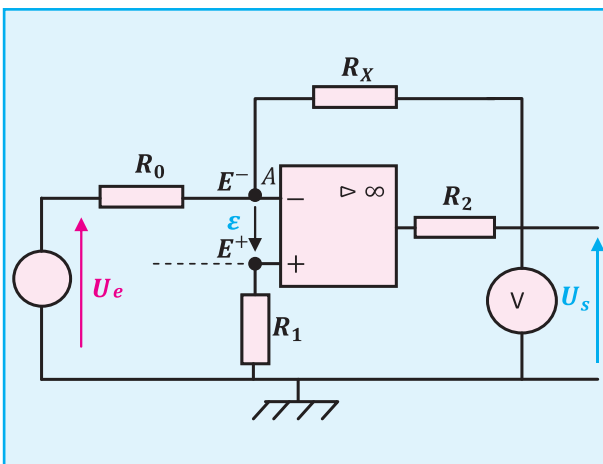 R_X
R_0
E^- A
▷ ∞
R_2
ε
−
E^+
+
U_e
V
U_s
R_1